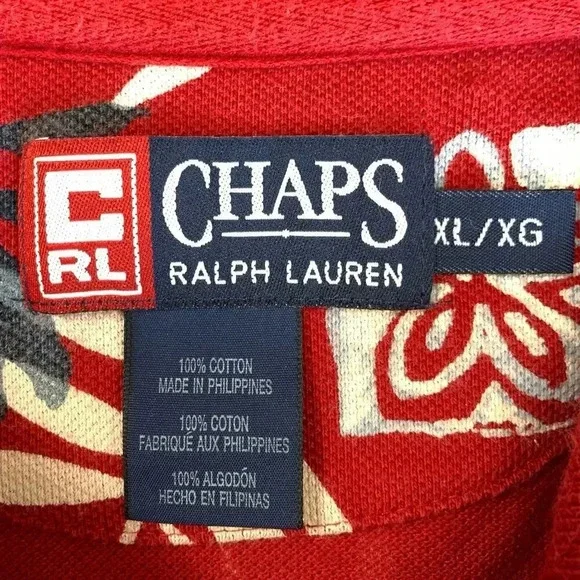 C
RL
CHAPS
RALPH LAUREN
XL/XG
100% COTTON
MADE IN PHILIPPINES
100% COTON
FABRIQUÉ AUX PHILIPPINES
100% ALGODÓN
HECHO EN FILIPINAS